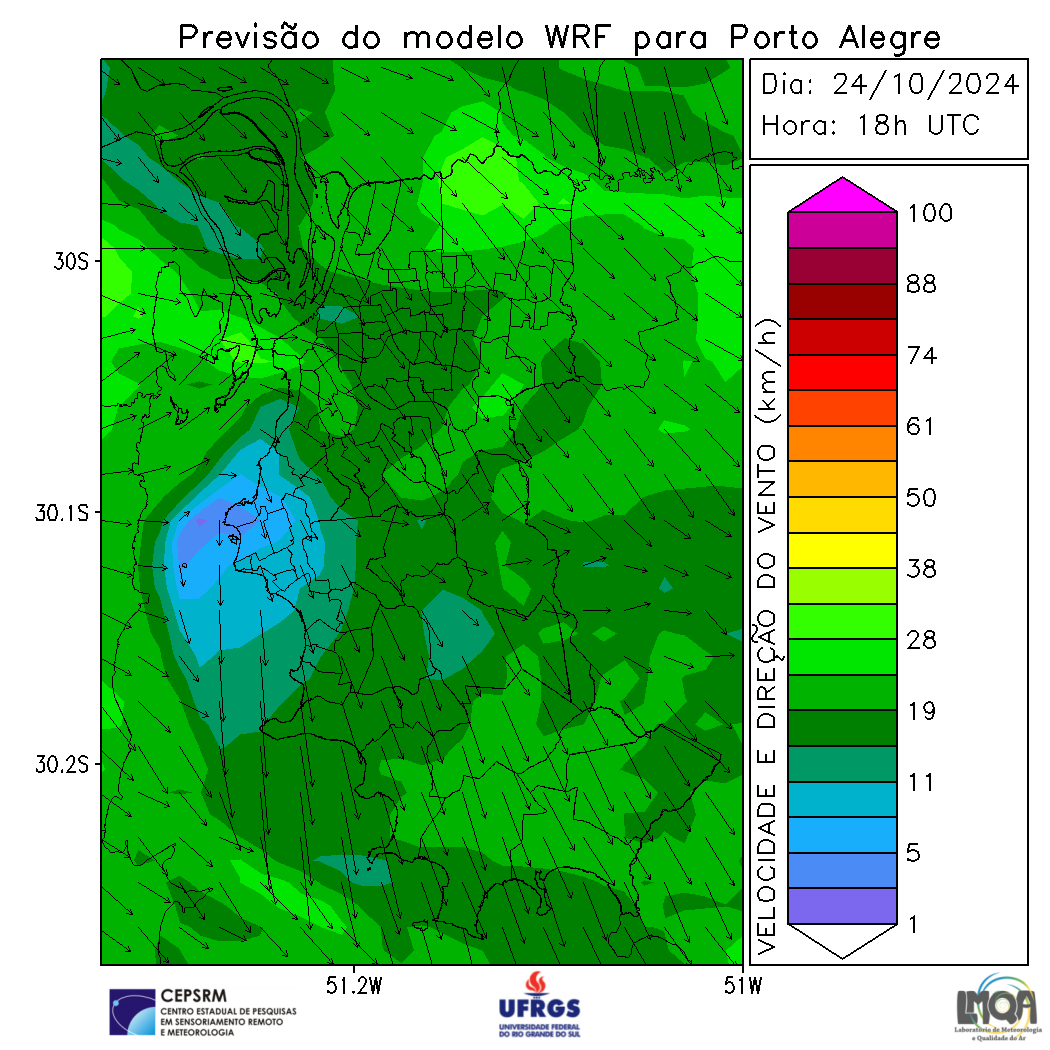 Previsão do modelo WRF para Porto Alegre
Dia: 24/10/2024
Hora: 18h UTC
30S
30.1S
30.2S
51.2W
51W
VELOCIDADE E DIREÇÃO DO VENTO (km/h)
100
88
74
61
50
38
28
19
11
5
1
CEPSRM
CENTRO ESTADUAL DE PESQUISAS
EM SENSORIAMENTO REMOTO
E METEOROLOGIA
UFRGS
UNIVERSIDADE FEDERAL
DO RIO GRANDE DO SUL
LMQA
Laboratório de Meteorologia
e Qualidade do Ar